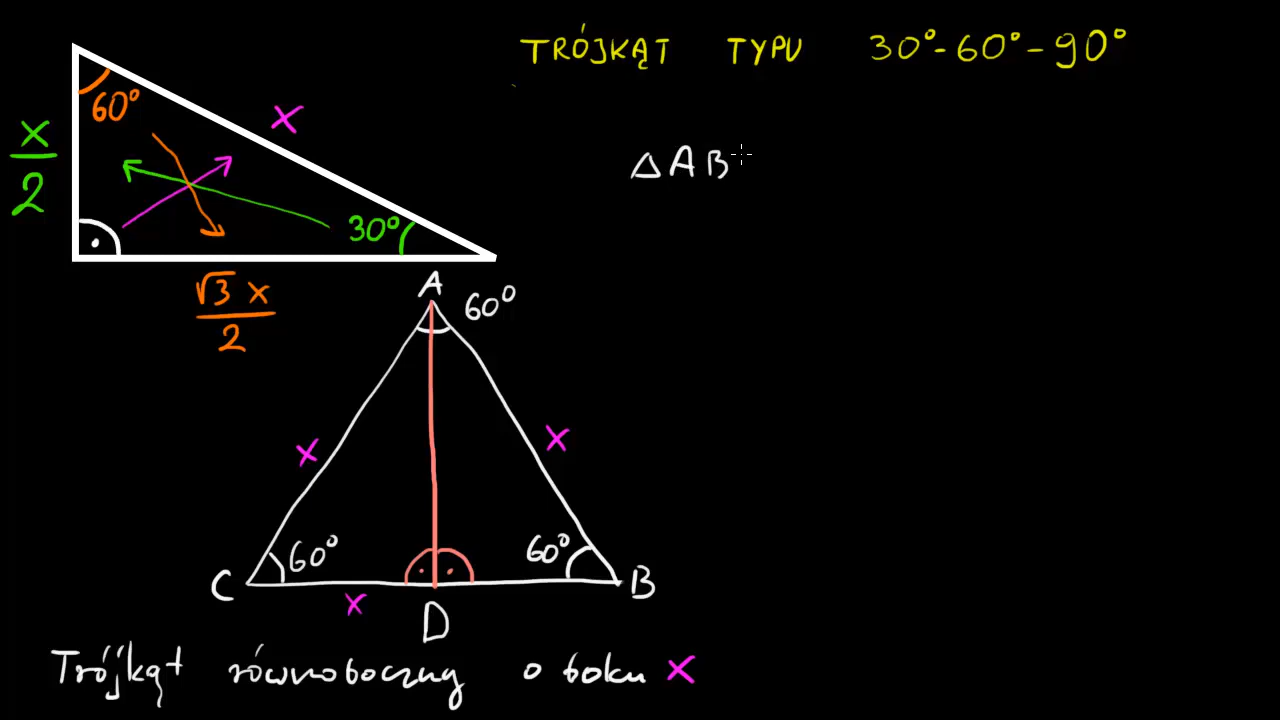 TRÓJKĄT TYPU 30°-60°-90°
60°
x
x/2
30°
√3 x/2
△AB
A
60°
x
x
60°
60°
C
B
x
D
Trójkąt równoboczny o boku x